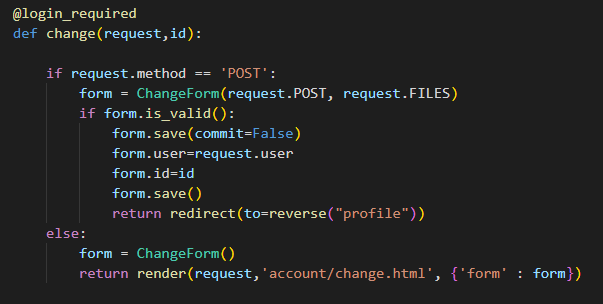 @login_required
def change(request,id):
if request.method == 'POST':
form = ChangeForm(request.POST, request.FILES)
if form.is_valid():
form.save(commit=False)
form.user=request.user
form.id=id
form.save()
return redirect(to=reverse("profile"))
else:
form = ChangeForm()
return render(request,'account/change.html', {'form' : form})